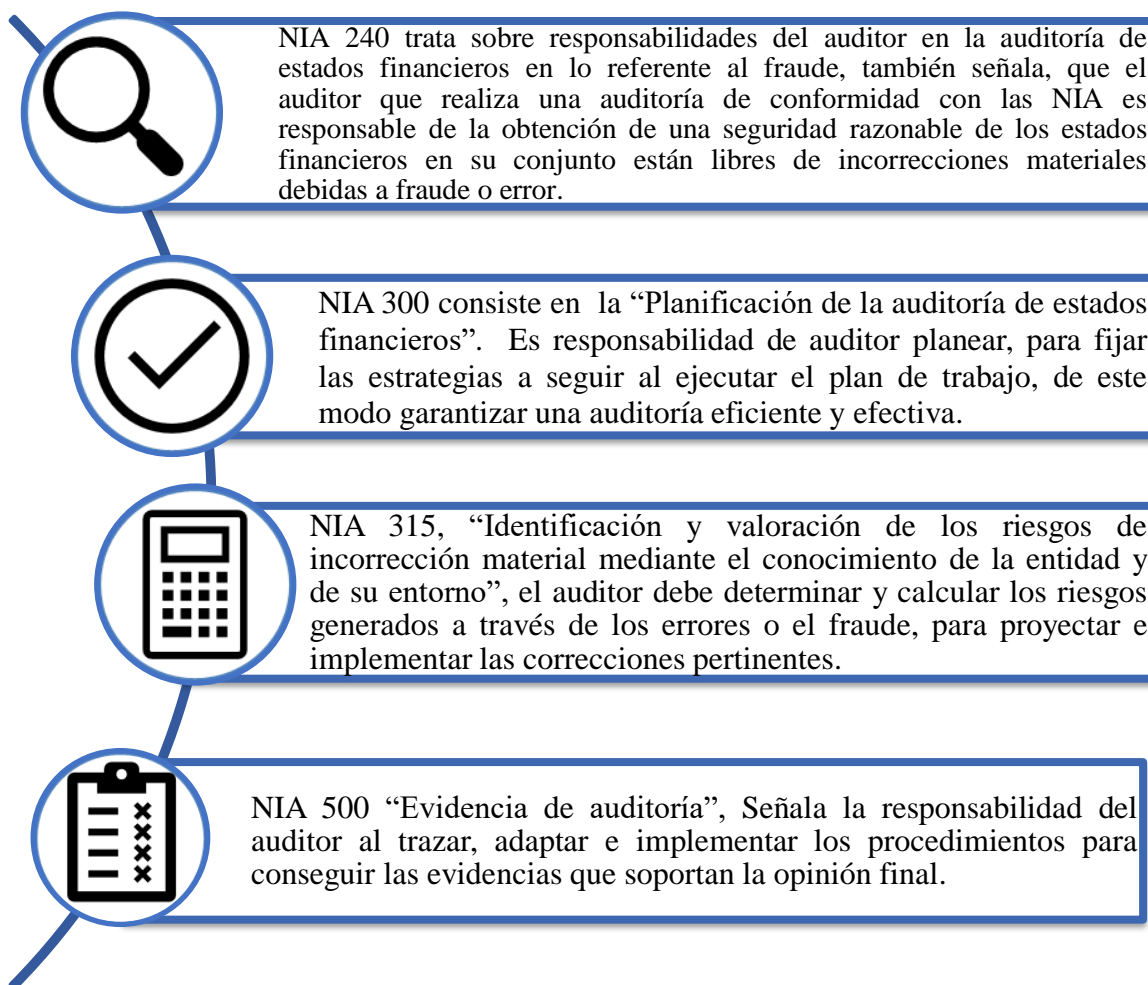 NIA 240 trata sobre responsabilidades del auditor en la auditoría de
estados financieros en lo referente al fraude, también señala, que el
auditor que realiza una auditoría de conformidad con las NIA es
responsable de la obtención de una seguridad razonable de los estados
financieros en su conjunto están libres de incorrecciones materiales
debidas a fraude o error.
NIA 300 consiste en la “Planificación de la auditoría de estados
financieros”. Es responsabilidad de auditor planear, para fijar
las estrategias a seguir al ejecutar el plan de trabajo, de este
modo garantizar una auditoría eficiente y efectiva.
NIA 315, “Identificación y valoración de los riesgos de
incorrección material mediante el conocimiento de la entidad y
de su entorno”, el auditor debe determinar y calcular los riesgos
generados a través de los errores o el fraude, para proyectar e
implementar las correcciones pertinentes.
NIA 500 “Evidencia de auditoría”, Señala la responsabilidad del
auditor al trazar, adaptar e implementar los procedimientos para
conseguir las evidencias que soportan la opinión final.